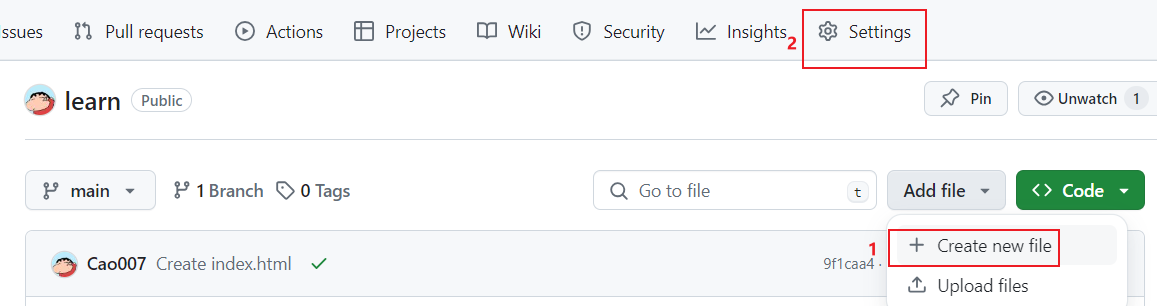 Issues Pull requests Actions Projects Wiki Security Insights 2 Settings
learn Public Pin Unwatch 1
main 1 Branch 0 Tags Go to file t Add file Code
Cao007 Create index.html 9f1caa4 · 1 Create new file
Upload files